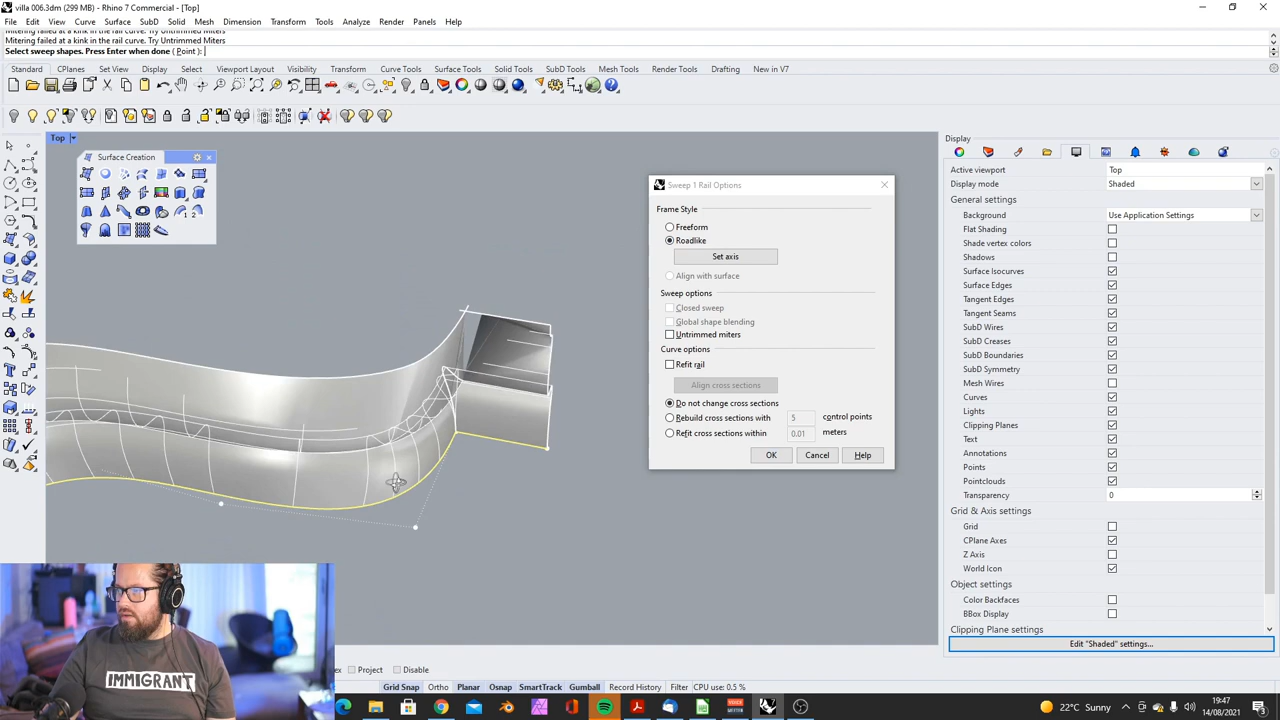 villa 006.3dm (299 MB) - Rhino 7 Commercial - [Top]
File Edit View Curve Surface SubD Solid Mesh Dimension Transform Tools Analyze Render Panels Help
Mitering failed at a kink in the rail curve. Try Untrimmed Miters
Mitering failed at a kink in the rail curve. Try Untrimmed Miters
Select sweep shapes. Press Enter when done ( Point ):
Standard CPlanes Set View Display Select Viewport Layout Visibility Transform Curve Tools Surface Tools Solid Tools SubD Tools Mesh Tools Render Tools Drafting New in V7
Top
Surface Creation
Sweep 1 Rail Options
Frame Style
Freeform
Roadlike
Set axis
Align with surface
Sweep options
Closed sweep
Global shape blending
Untrimmed miters
Curve options
Refit rail
Align cross sections
Do not change cross sections
Rebuild cross sections with 5 control points
Refit cross sections within 0.01 meters
OK Cancel Help
Display
Active viewport Top
Display mode Shaded
General settings
Background Use Application Settings
Flat Shading
Shade vertex colors
Shadows
Surface Isocurves
Surface Edges
Tangent Edges
Tangent Seams
SubD Wires
SubD Creases
SubD Boundaries
SubD Symmetry
Mesh Wires
Curves
Lights
Clipping Planes
Text
Annotations
Points
Pointclouds
Transparency 0
Grid & Axis settings
Grid
CPlane Axes
Z Axis
World Icon
Object settings
Color Backfaces
BBox Display
Clipping Plane settings
Edit "Shaded" settings...
Project Disable
Grid Snap Ortho Planar Osnap SmartTrack Gumball Record History Filter CPU use: 0.5 %
IMMIGRANT
22°C Sunny
19:47
14/08/2021